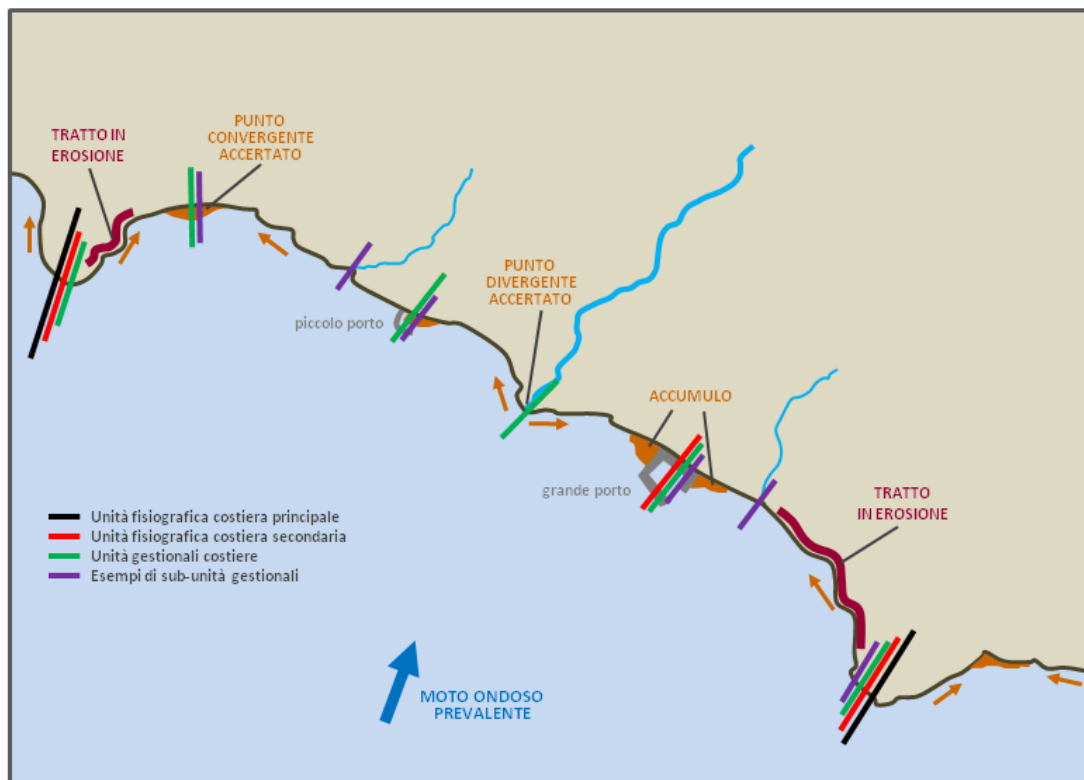 TRATTO IN
EROSIONE
PUNTO
CONVERGENTE
ACCERTATO
PUNTO
DIVERGENTE
ACCERTATO
piccolo porto
ACCUMULO
grande porto
TRATTO
IN EROSIONE
Unità fisiografica costiera principale
Unità fisiografica costiera secondaria
Unità gestionali costiere
Esempi di sub-unità gestionali
MOTO ONDOSO
PREVALENTE